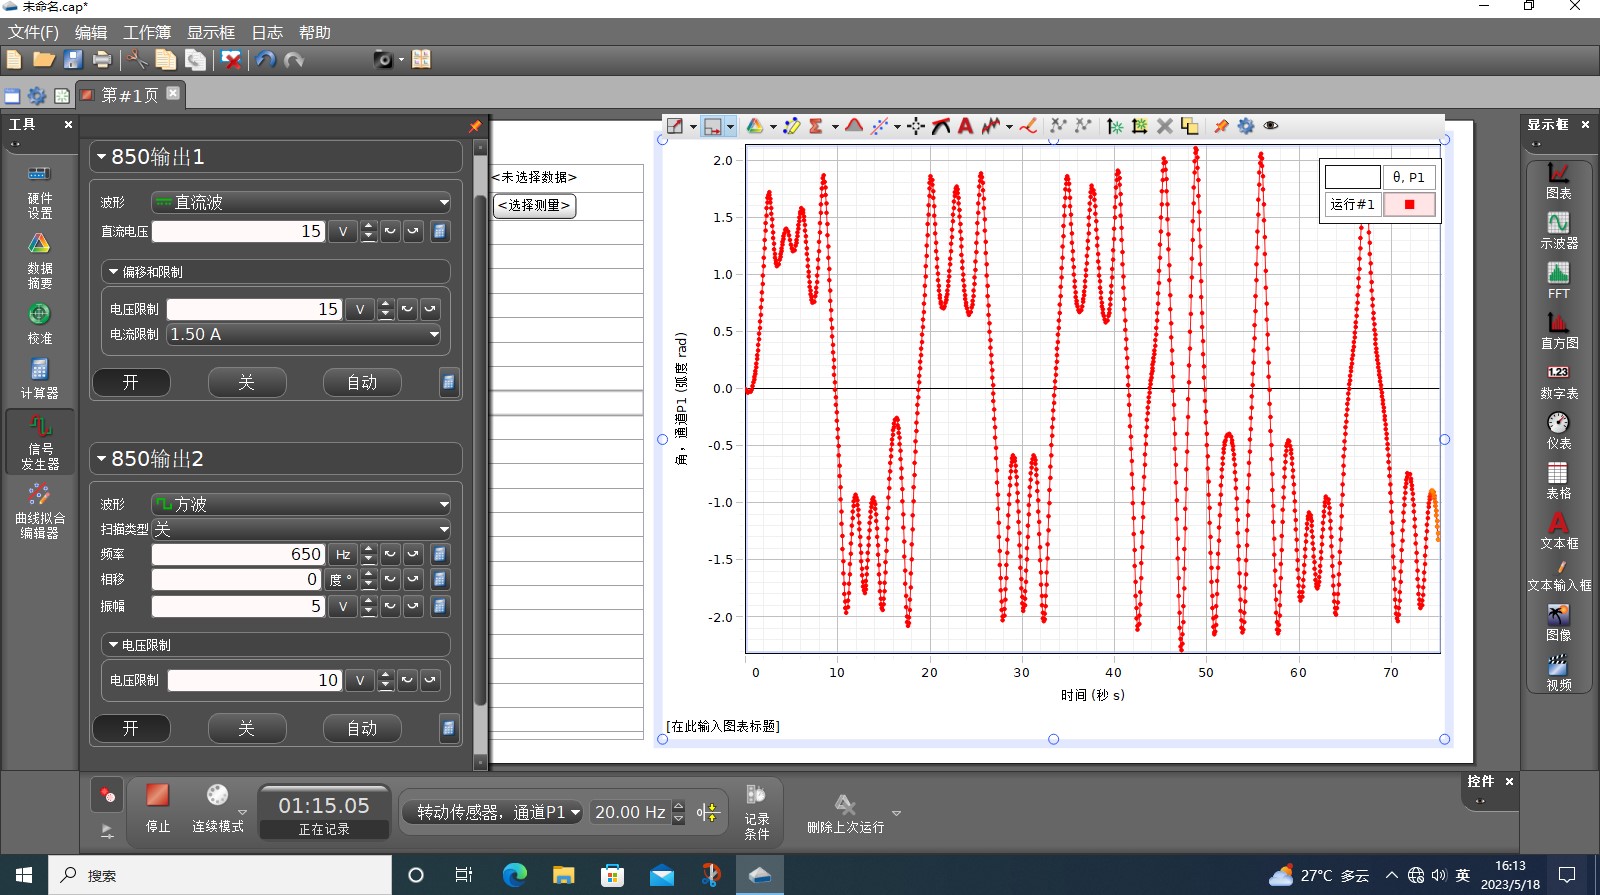 未命名.cap*
文件(F) 编辑 工作簿 显示框 日志 帮助
第#1页
工具
硬件
设置
数据
摘要
校准
计算器
信号
发生器
曲线拟合
编辑器
850输出1
波形 直流波
直流电压 15 V
偏移和限制
电压限制 15 V
电流限制 1.50 A
开 关 自动
850输出2
波形 方波
扫描类型 关
频率 650 Hz
相移 0 度 °
振幅 5 V
电压限制
电压限制 10 V
开 关 自动
<未选择数据>
<选择测量>
θ, P1
运行#1
2.0
1.5
1.0
0.5
0.0
-0.5
-1.0
-1.5
-2.0
角，通道P1 (弧度 rad)
0 10 20 30 40 50 60 70
时间 (秒 s)
[在此输入图表标题]
显示框
图表
示波器
FFT
直方图
1.23
数字表
仪表
表格
文本框
文本输入框
图像
视频
控件
停止
连续模式
01:15.05
正在记录
转动传感器，通道P1
20.00 Hz
记录
条件
删除上次运行
搜索
27°C 多云
英
16:13
2023/5/18